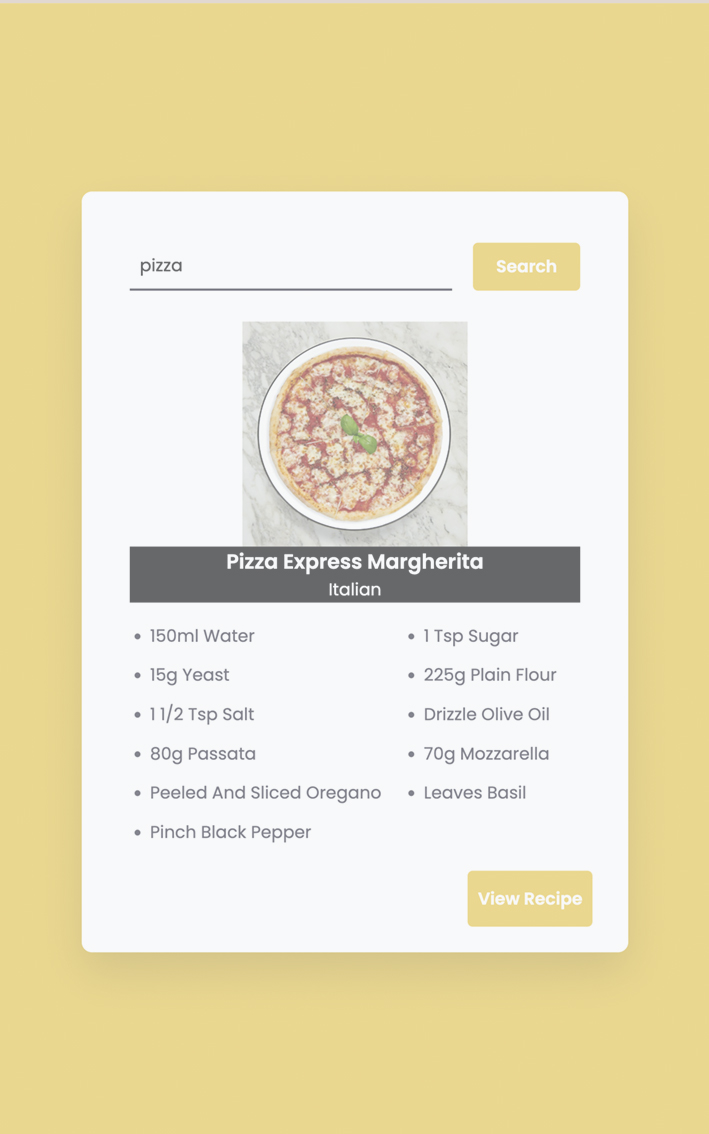 pizza
Search
Pizza Express Margherita
Italian
150ml Water
1 Tsp Sugar
15g Yeast
225g Plain Flour
1 1/2 Tsp Salt
Drizzle Olive Oil
80g Passata
70g Mozzarella
Peeled And Sliced Oregano
Leaves Basil
Pinch Black Pepper
View Recipe